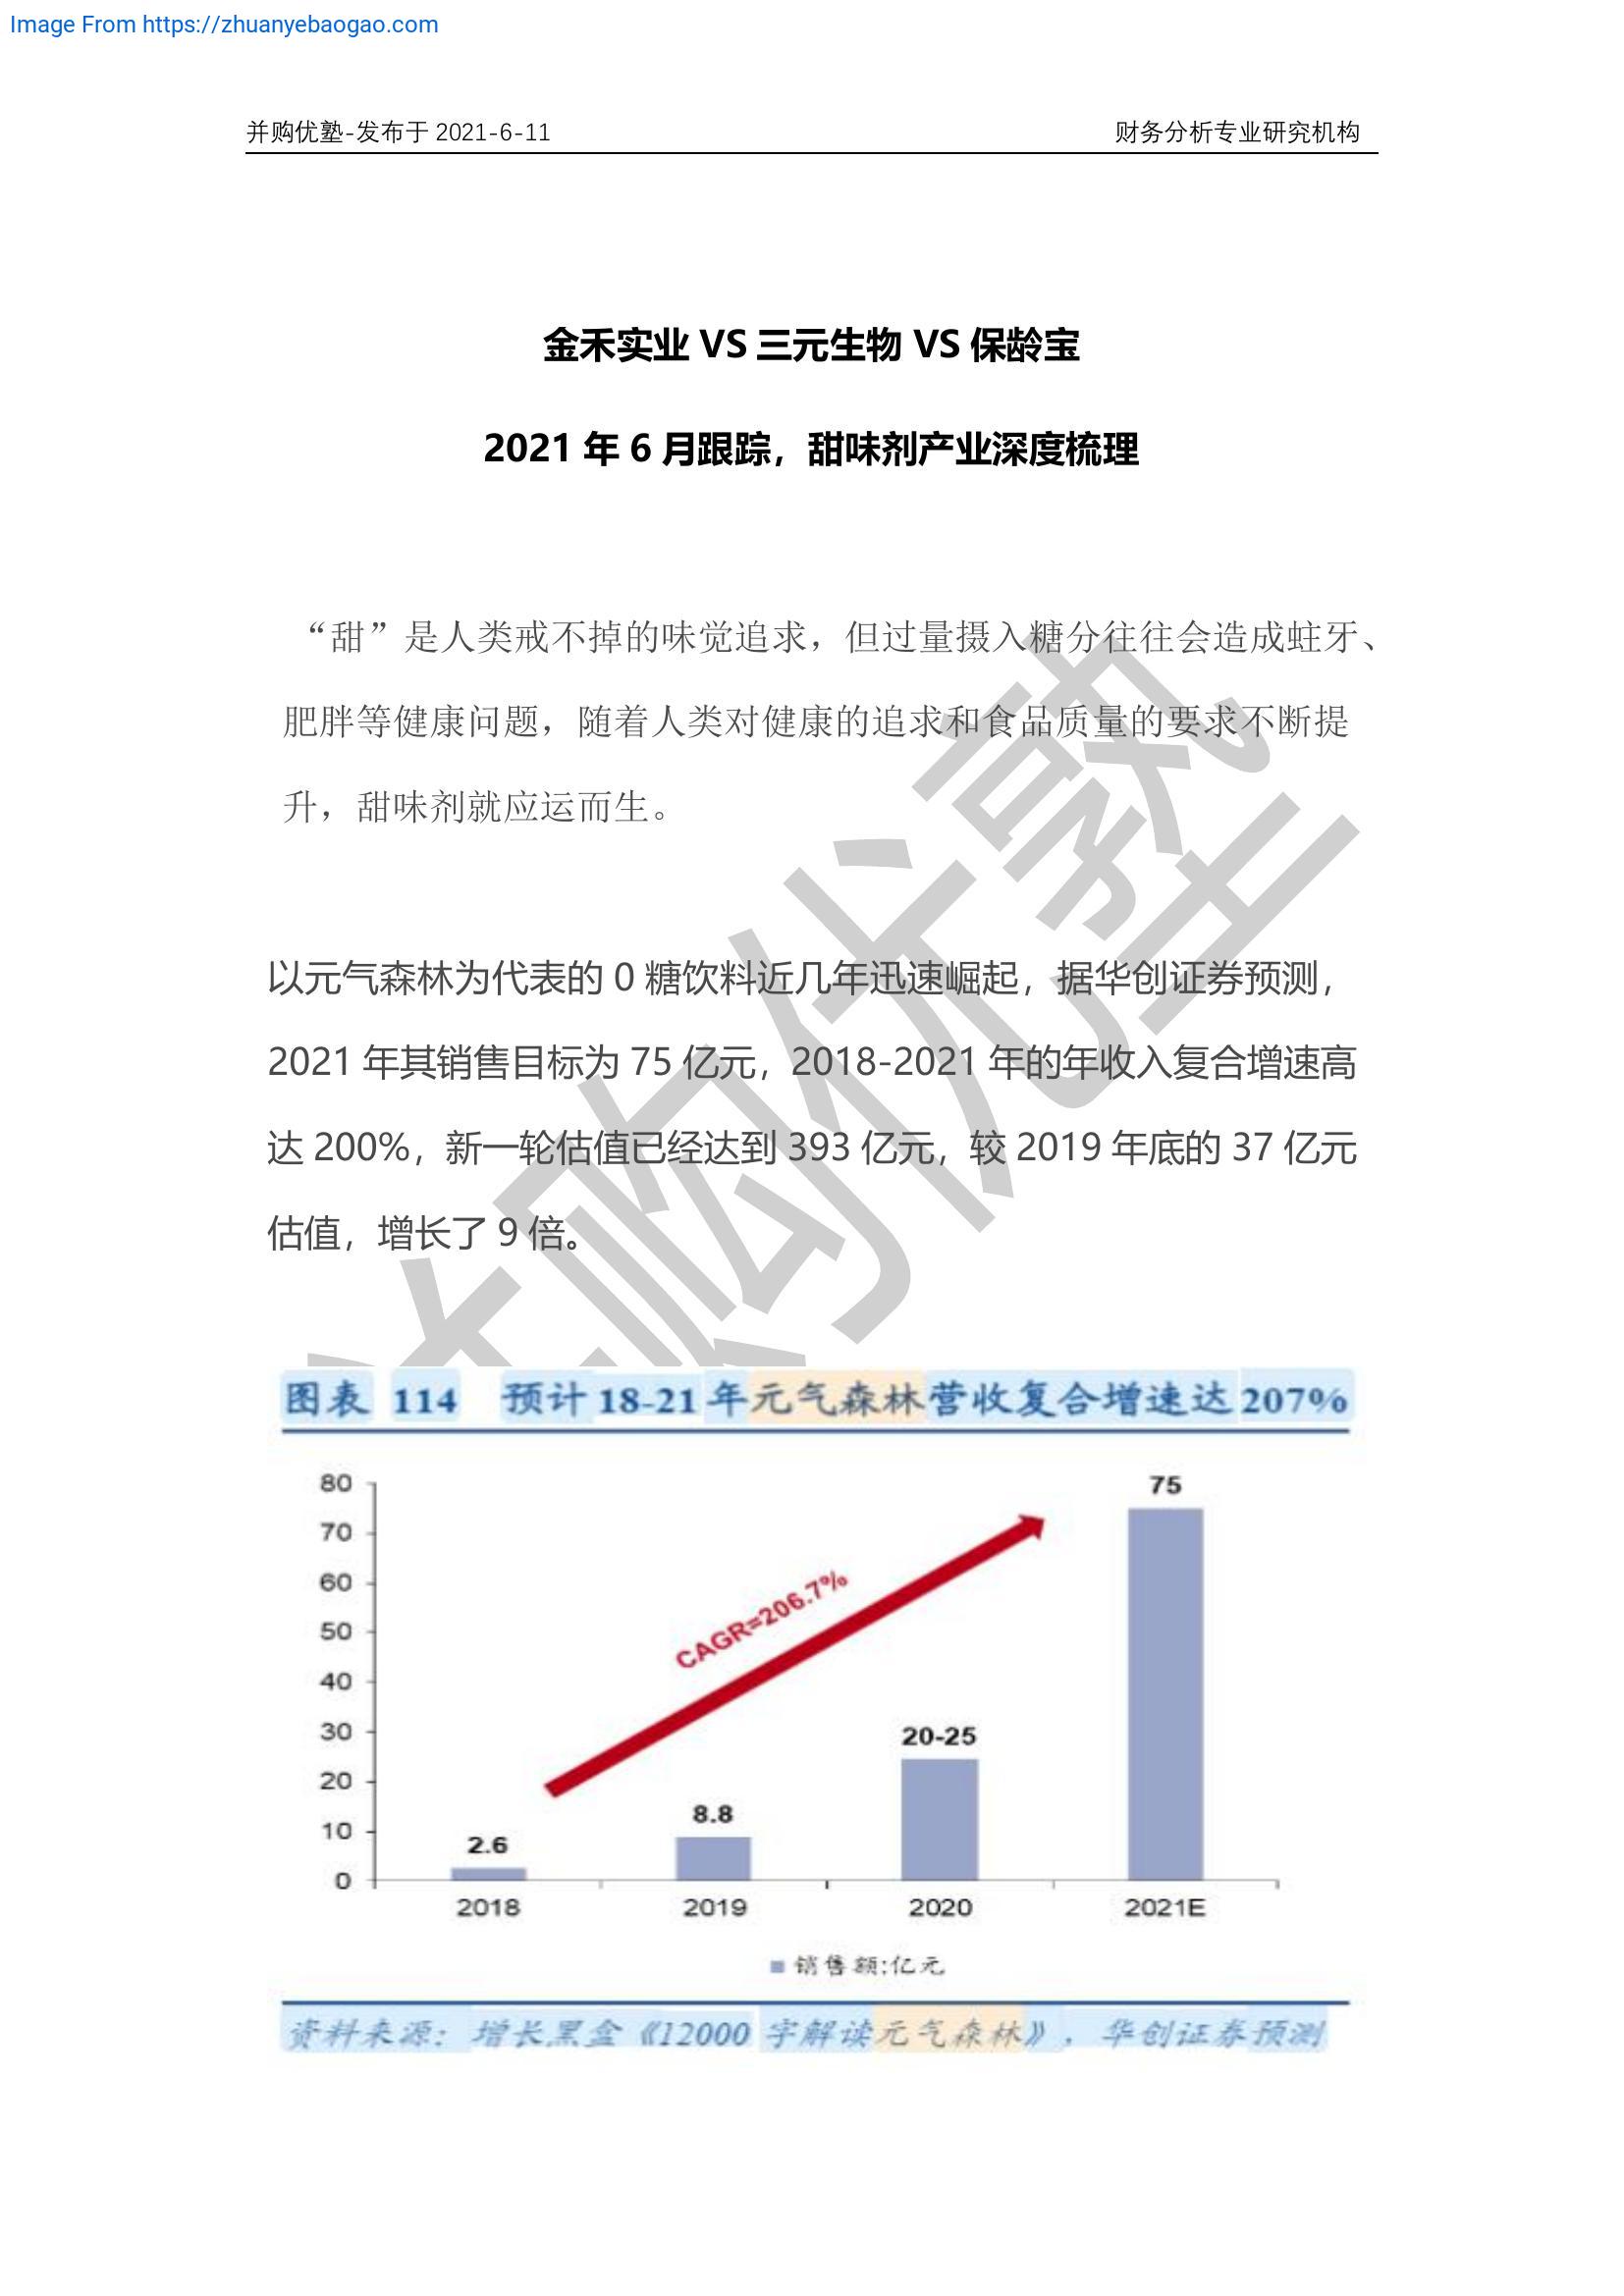 Image From https://zhuanyebaogao.com
并购优塾-发布于 2021-6-11 财务分析专业研究机构
金禾实业 VS 三元生物 VS 保龄宝
2021 年 6 月跟踪，甜味剂产业深度梳理
“甜”是人类戒不掉的味觉追求，但过量摄入糖分往往会造成蛀牙、
肥胖等健康问题，随着人类对健康的追求和食品质量的要求不断提
升，甜味剂就应运而生。
以元气森林为代表的 0 糖饮料近几年迅速崛起，据华创证券预测，
2021 年其销售目标为 75 亿元，2018-2021 年的年收入复合增速高
达 200%，新一轮估值已经达到 393 亿元，较 2019 年底的 37 亿元
估值，增长了 9 倍。
购优塾
图表 114 预计 18-21 年元气森林营收复合增速达 207%
80
70
60
50
40
30
20
10
0
CAGR=206.7%
2.6
8.8
20-25
75
2018 2019 2020 2021E
销售额:亿元
资料来源：增长黑盒《12000 字解读元气森林》，华创证券预测